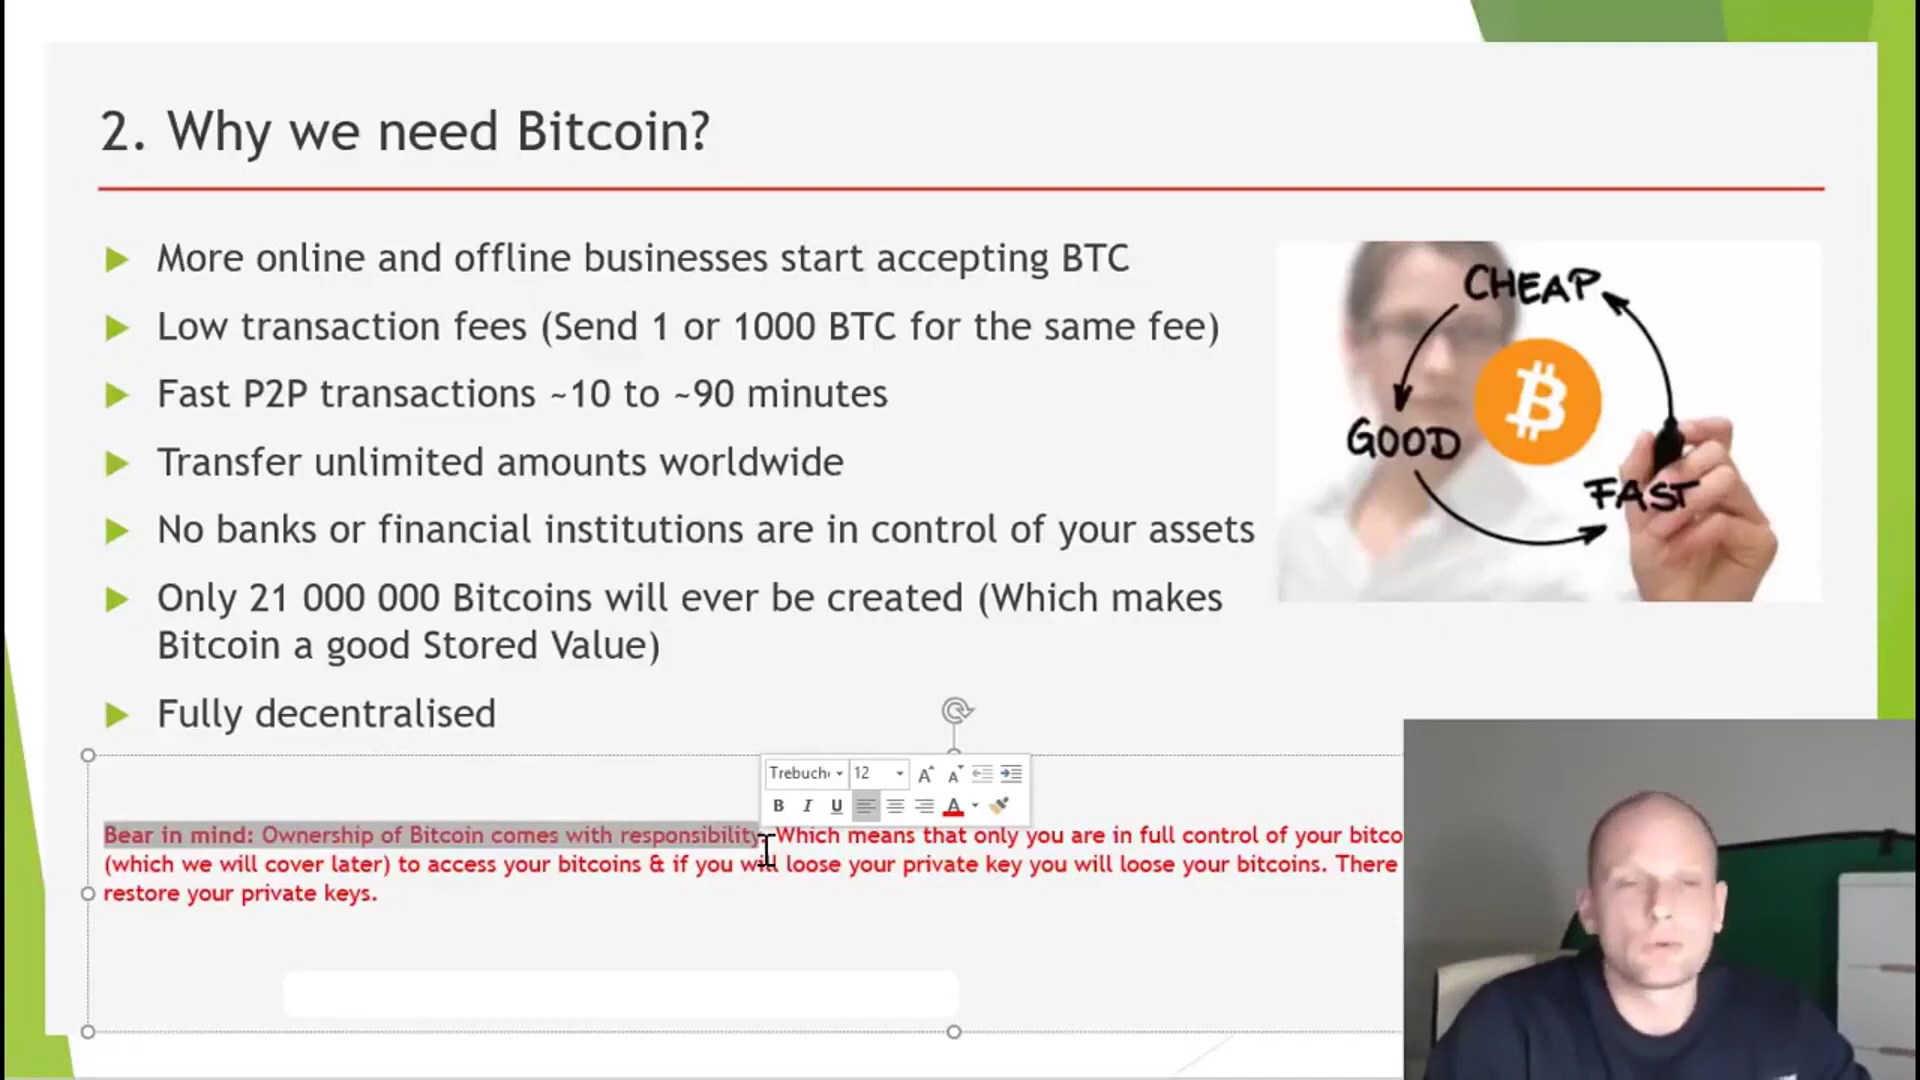 2. Why we need Bitcoin?
More online and offline businesses start accepting BTC
Low transaction fees (Send 1 or 1000 BTC for the same fee)
Fast P2P transactions ~10 to ~90 minutes
Transfer unlimited amounts worldwide
No banks or financial institutions are in control of your assets
Only 21 000 000 Bitcoins will ever be created (Which makes
Bitcoin a good Stored Value)
Fully decentralised
CHEAP
GOOD
FAST
Trebuch 12 A A
B I U A
Bear in mind: Ownership of Bitcoin comes with responsibility. Which means that only you are in full control of your bitco
(which we will cover later) to access your bitcoins & if you will loose your private key you will loose your bitcoins. There
restore your private keys.